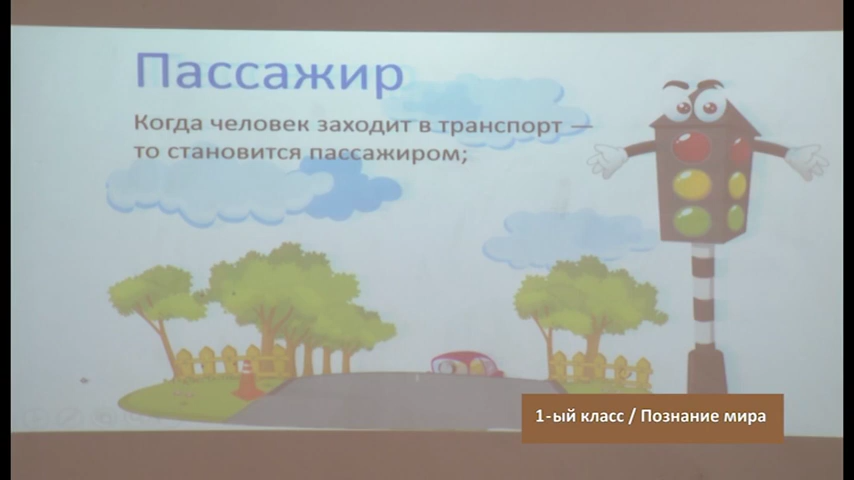 Пассажир
Когда человек заходит в транспорт —
то становится пассажиром;
1-ый класс / Познание мира